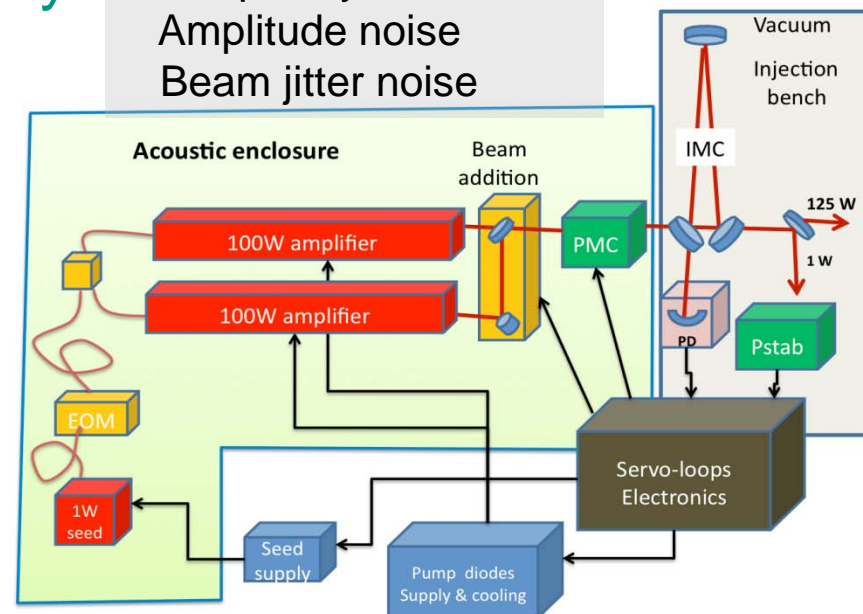 Amplitude noise
Beam jitter noise
Vacuum
Injection
bench
Acoustic enclosure
Beam
addition
IMC
125 W
100W amplifier
PMC
1 W
100W amplifier
PD
Pstab
EOM
Servo-loops
Electronics
1W
seed
Seed
supply
Pump diodes
Supply & cooling